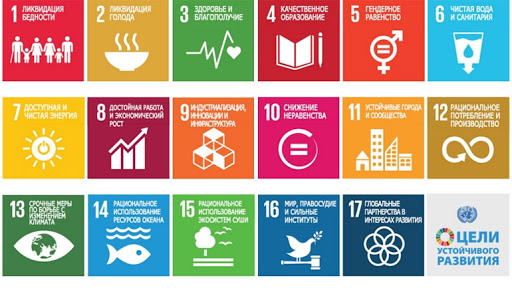 1 ЛИКВИДАЦИЯ
БЕДНОСТИ
2 ЛИКВИДАЦИЯ
ГОЛОДА
3 ЗДОРОВЬЕ И
БЛАГОПОЛУЧИЕ
4 КАЧЕСТВЕННОЕ
ОБРАЗОВАНИЕ
5 ГЕНДЕРНОЕ
РАВЕНСТВО
6 ЧИСТАЯ ВОДА
И САНИТАРИЯ
7 ДОСТУПНАЯ И
ЧИСТАЯ ЭНЕРГИЯ
8 ДОСТОЙНАЯ РАБОТА
И ЭКОНОМИЧЕСКИЙ
РОСТ
9 ИНДУСТРИАЛИЗАЦИЯ,
ИННОВАЦИИ И
ИНФРАСТРУКТУРА
10 СНИЖЕНИЕ
НЕРАВЕНСТВА
11 УСТОЙЧИВЫЕ ГОРОДА
И СООБЩЕСТВА
12 РАЦИОНАЛЬНОЕ
ПОТРЕБЛЕНИЕ И
ПРОИЗВОДСТВО
13 СРОЧНЫЕ МЕРЫ
ПО БОРЬБЕ С
ИЗМЕНЕНИЕМ
КЛИМАТА
14 РАЦИОНАЛЬНОЕ
ИСПОЛЬЗОВАНИЕ
РЕСУРСОВ ОКЕАНА
15 РАЦИОНАЛЬНОЕ
ИСПОЛЬЗОВАНИЕ
ЭКОСИСТЕМ СУШИ
16 МИР, ПРАВОСУДИЕ
И СИЛЬНЫЕ
ИНСТИТУТЫ
17 ГЛОБАЛЬНЫЕ
ПАРТНЕРСТВА В
ИНТЕРЕСАХ РАЗВИТИЯ
ЦЕЛИ
УСТОЙЧИВОГО
РАЗВИТИЯ